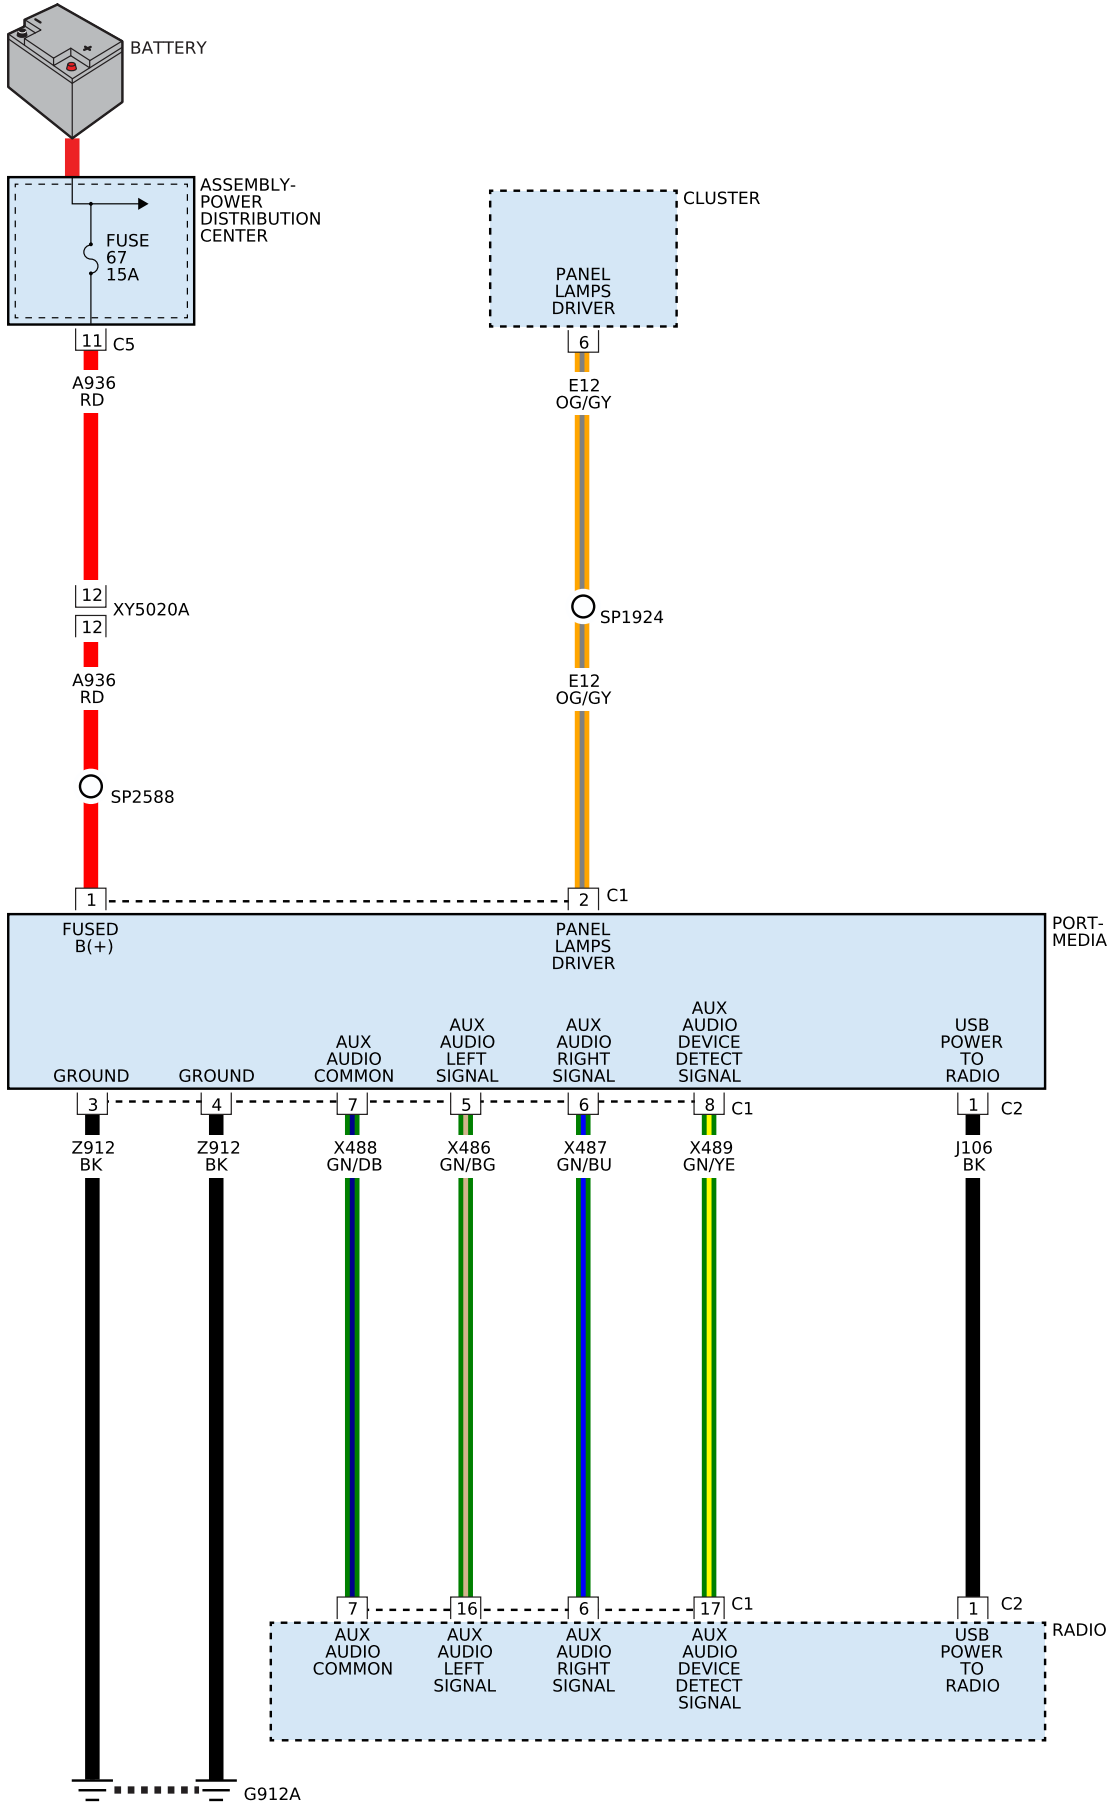 BATTERY
ASSEMBLY-
POWER
DISTRIBUTION
CENTER
FUSE
67
15A
11
C5
A936
RD
12
XY5020A
12
A936
RD
SP2588
CLUSTER
PANEL
LAMPS
DRIVER
6
E12
OG/GY
SP1924
E12
OG/GY
1
2
C1
PORT-
MEDIA
FUSED
B(+)
PANEL
LAMPS
DRIVER
GROUND
GROUND
AUX
AUDIO
COMMON
AUX
AUDIO
LEFT
SIGNAL
AUX
AUDIO
RIGHT
SIGNAL
AUX
AUDIO
DEVICE
DETECT
SIGNAL
USB
POWER
TO
RADIO
3
4
7
5
6
8
C1
1
C2
Z912
BK
Z912
BK
X488
GN/DB
X486
GN/BG
X487
GN/BU
X489
GN/YE
J106
BK
7
16
6
17
C1
1
C2
RADIO
AUX
AUDIO
COMMON
AUX
AUDIO
LEFT
SIGNAL
AUX
AUDIO
RIGHT
SIGNAL
AUX
AUDIO
DEVICE
DETECT
SIGNAL
USB
POWER
TO
RADIO
G912A